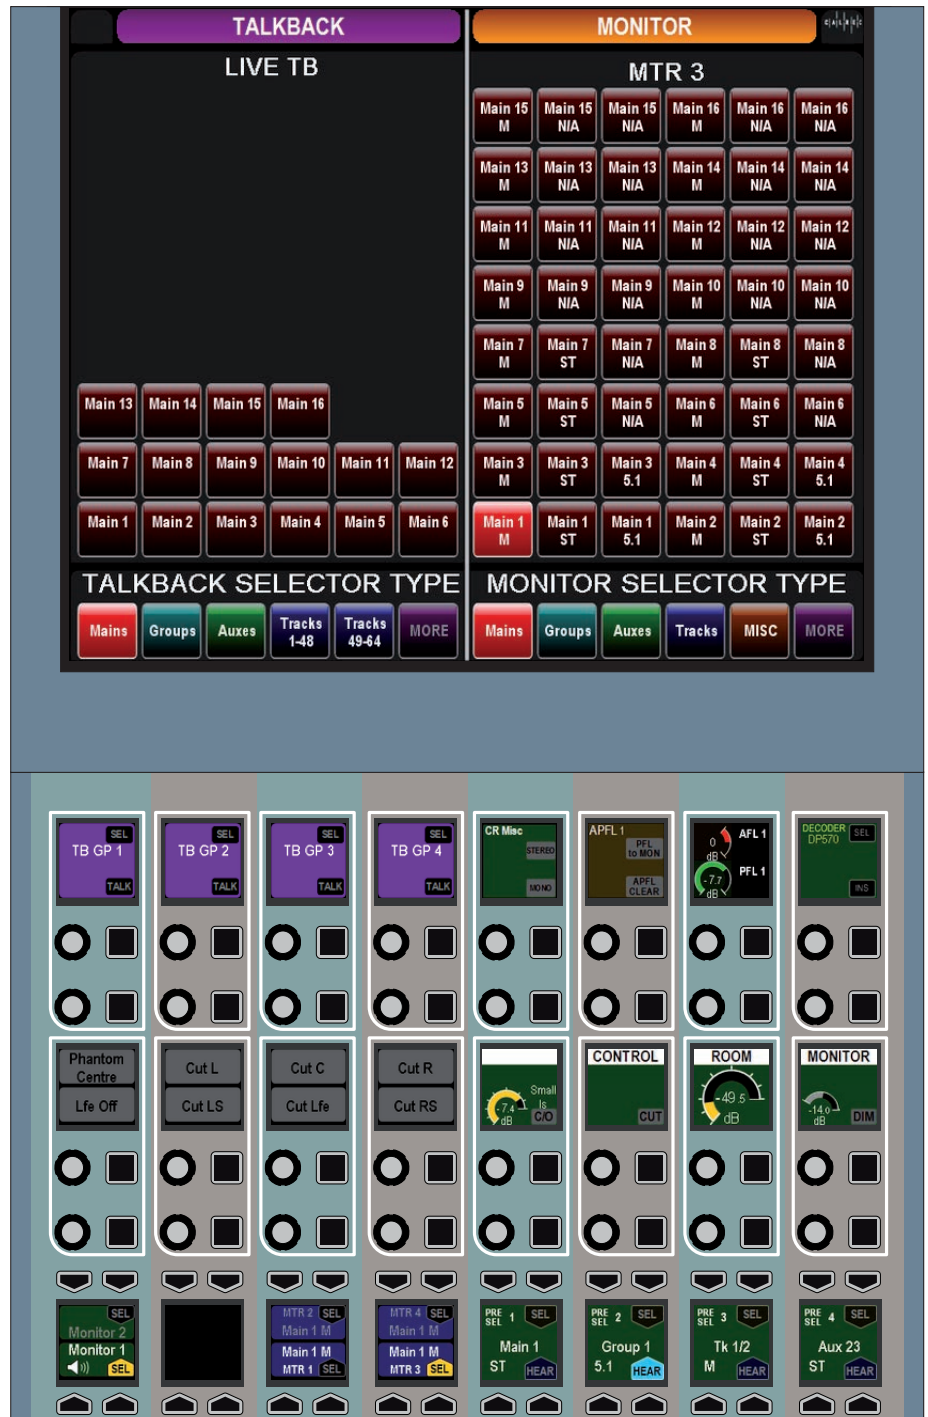 TALKBACK
MONITOR
CALREC
LIVE TB
MTR 3
Main 15 M
Main 15 N/A
Main 15 N/A
Main 16 M
Main 16 N/A
Main 16 N/A
Main 13 M
Main 13 N/A
Main 13 N/A
Main 14 M
Main 14 N/A
Main 14 N/A
Main 11 M
Main 11 N/A
Main 11 N/A
Main 12 M
Main 12 N/A
Main 12 N/A
Main 9 M
Main 9 N/A
Main 9 N/A
Main 10 M
Main 10 N/A
Main 10 N/A
Main 7 M
Main 7 ST
Main 7 N/A
Main 8 M
Main 8 ST
Main 8 N/A
Main 13
Main 14
Main 15
Main 16
Main 5 M
Main 5 ST
Main 5 N/A
Main 6 M
Main 6 ST
Main 6 N/A
Main 7
Main 8
Main 9
Main 10
Main 11
Main 12
Main 3 M
Main 3 ST
Main 3 5.1
Main 4 M
Main 4 ST
Main 4 5.1
Main 1
Main 2
Main 3
Main 4
Main 5
Main 6
Main 1 M
Main 1 ST
Main 1 5.1
Main 2 M
Main 2 ST
Main 2 5.1
TALKBACK SELECTOR TYPE
MONITOR SELECTOR TYPE
Mains
Groups
Auxes
Tracks 1-48
Tracks 49-64
MORE
Mains
Groups
Auxes
Tracks
MISC
MORE
SEL
TB GP 1
TALK
SEL
TB GP 2
TALK
SEL
TB GP 3
TALK
SEL
TB GP 4
TALK
CR Misc
STEREO
MONO
APFL 1
PFL to MON
APFL CLEAR
0 dB
AFL 1
-7.7 dB
PFL 1
DECODER
DP570
SEL
INS
Phantom Centre
Lfe Off
Cut L
Cut LS
Cut C
Cut Lfe
Cut R
Cut RS
Small ls
-7.4 dB
C/O
CONTROL
CUT
ROOM
-49.5 dB
MONITOR
-14.0 dB
DIM
SEL
Monitor 2
Monitor 1
SEL
MTR 2 SEL
Main 1 M
Main 1 M
MTR 1 SEL
MTR 4 SEL
Main 1 M
Main 1 M
MTR 3 SEL
PRE SEL 1 SEL
Main 1
ST HEAR
PRE SEL 2 SEL
Group 1
5.1 HEAR
PRE SEL 3 SEL
Tk 1/2
M HEAR
PRE SEL 4 SEL
Aux 23
ST HEAR